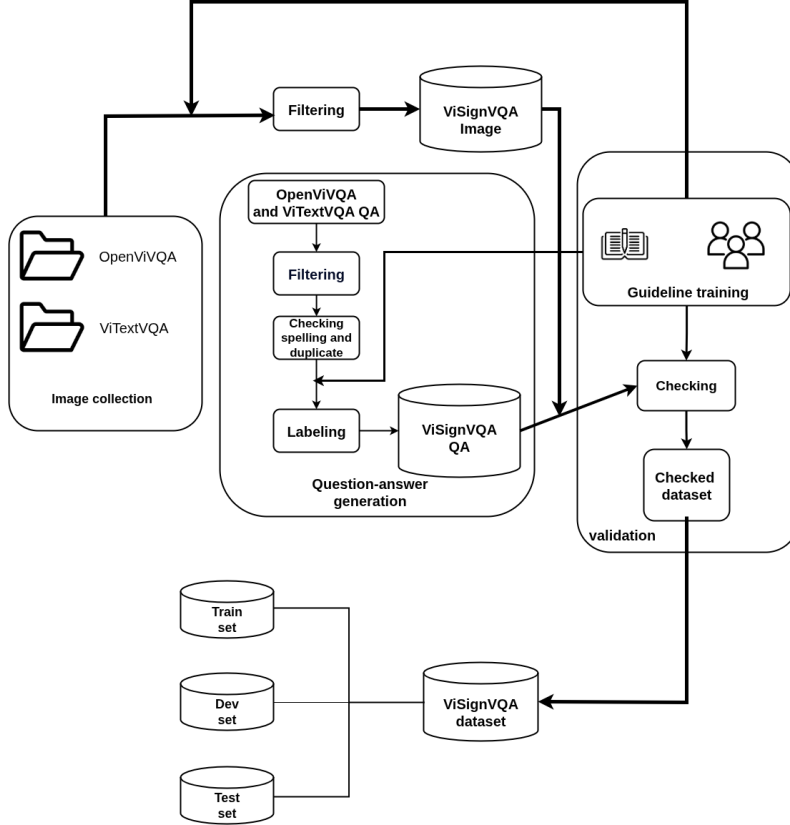 Filtering
ViSignVQA
Image
OpenViVQA
and ViTextVQA QA
Filtering
Checking
spelling and
duplicate
Labeling
ViSignVQA
QA
Question-answer
generation
OpenViVQA
ViTextVQA
Image collection
Guideline training
Checking
Checked
dataset
validation
Train
set
Dev
set
Test
set
ViSignVQA
dataset